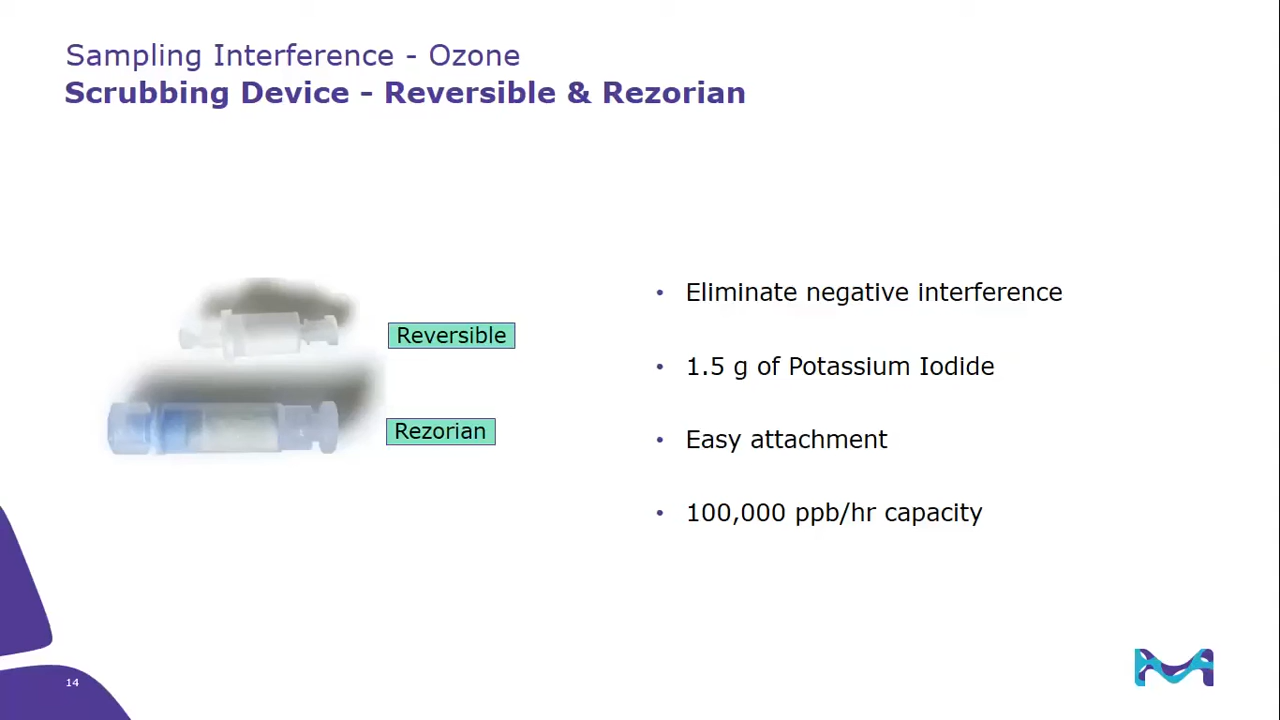 Sampling Interference - Ozone
Scrubbing Device – Reversible & Rezorian
Reversible
Rezorian
• Eliminate negative interference
• 1.5 g of Potassium Iodide
• Easy attachment
• 100,000 ppb/hr capacity
14